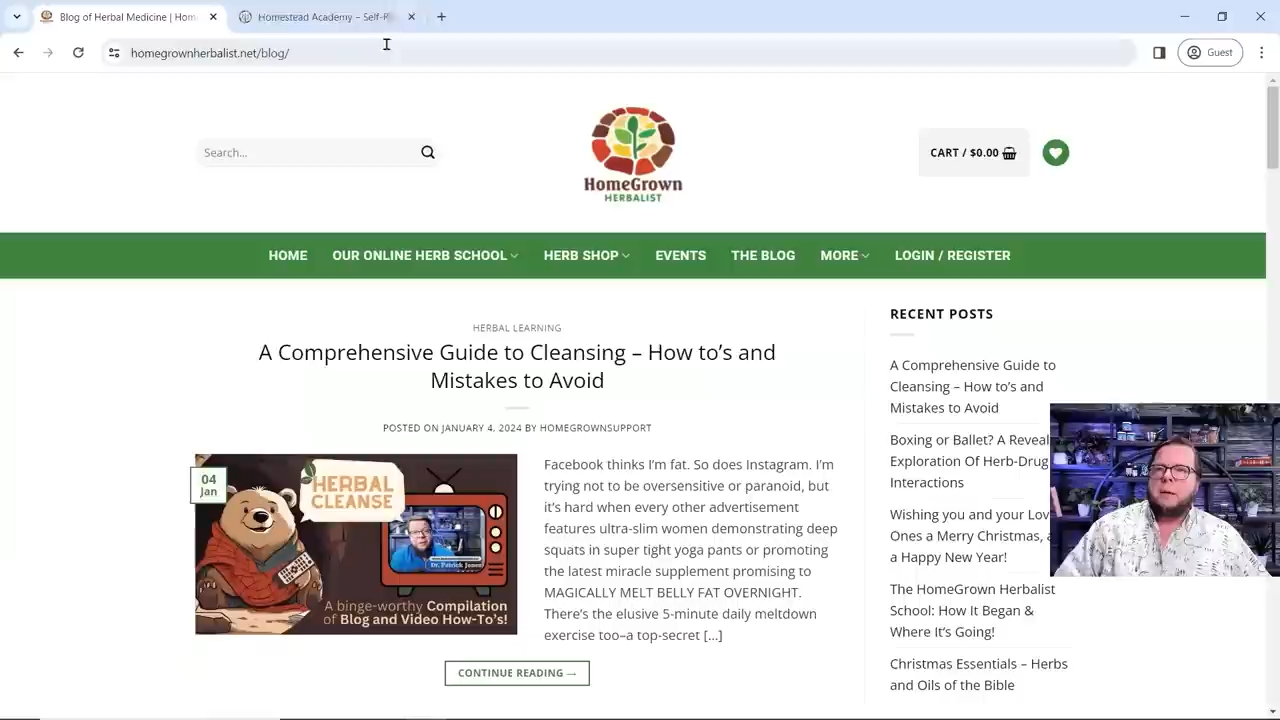 Blog of Herbal Medicine | Hom
Homestead Academy – Self-R
homegrownherbalist.net/blog/
Guest
Search...
HomeGrown
HERBALIST
CART / $0.00
HOME
OUR ONLINE HERB SCHOOL
HERB SHOP
EVENTS
THE BLOG
MORE
LOGIN / REGISTER
HERBAL LEARNING
A Comprehensive Guide to Cleansing – How to’s and
Mistakes to Avoid
POSTED ON JANUARY 4, 2024 BY HOMEGROWNSUPPORT
04
Jan
HERBAL
CLEANSE
Dr. Patrick Jones
A binge-worthy Compilation
of Blog and Video How-To's!
Facebook thinks I’m fat. So does Instagram. I’m
trying not to be oversensitive or paranoid, but
it’s hard when every other advertisement
features ultra-slim women demonstrating deep
squats in super tight yoga pants or promoting
the latest miracle supplement promising to
MAGICALLY MELT BELLY FAT OVERNIGHT.
There’s the elusive 5-minute daily meltdown
exercise too–a top-secret [...]
CONTINUE READING →
RECENT POSTS
A Comprehensive Guide to
Cleansing – How to’s and
Mistakes to Avoid
Boxing or Ballet? A Reveal
Exploration Of Herb-Drug
Interactions
Wishing you and your Lov
Ones a Merry Christmas, a
a Happy New Year!
The HomeGrown Herbalist
School: How It Began &
Where It’s Going!
Christmas Essentials – Herbs
and Oils of the Bible